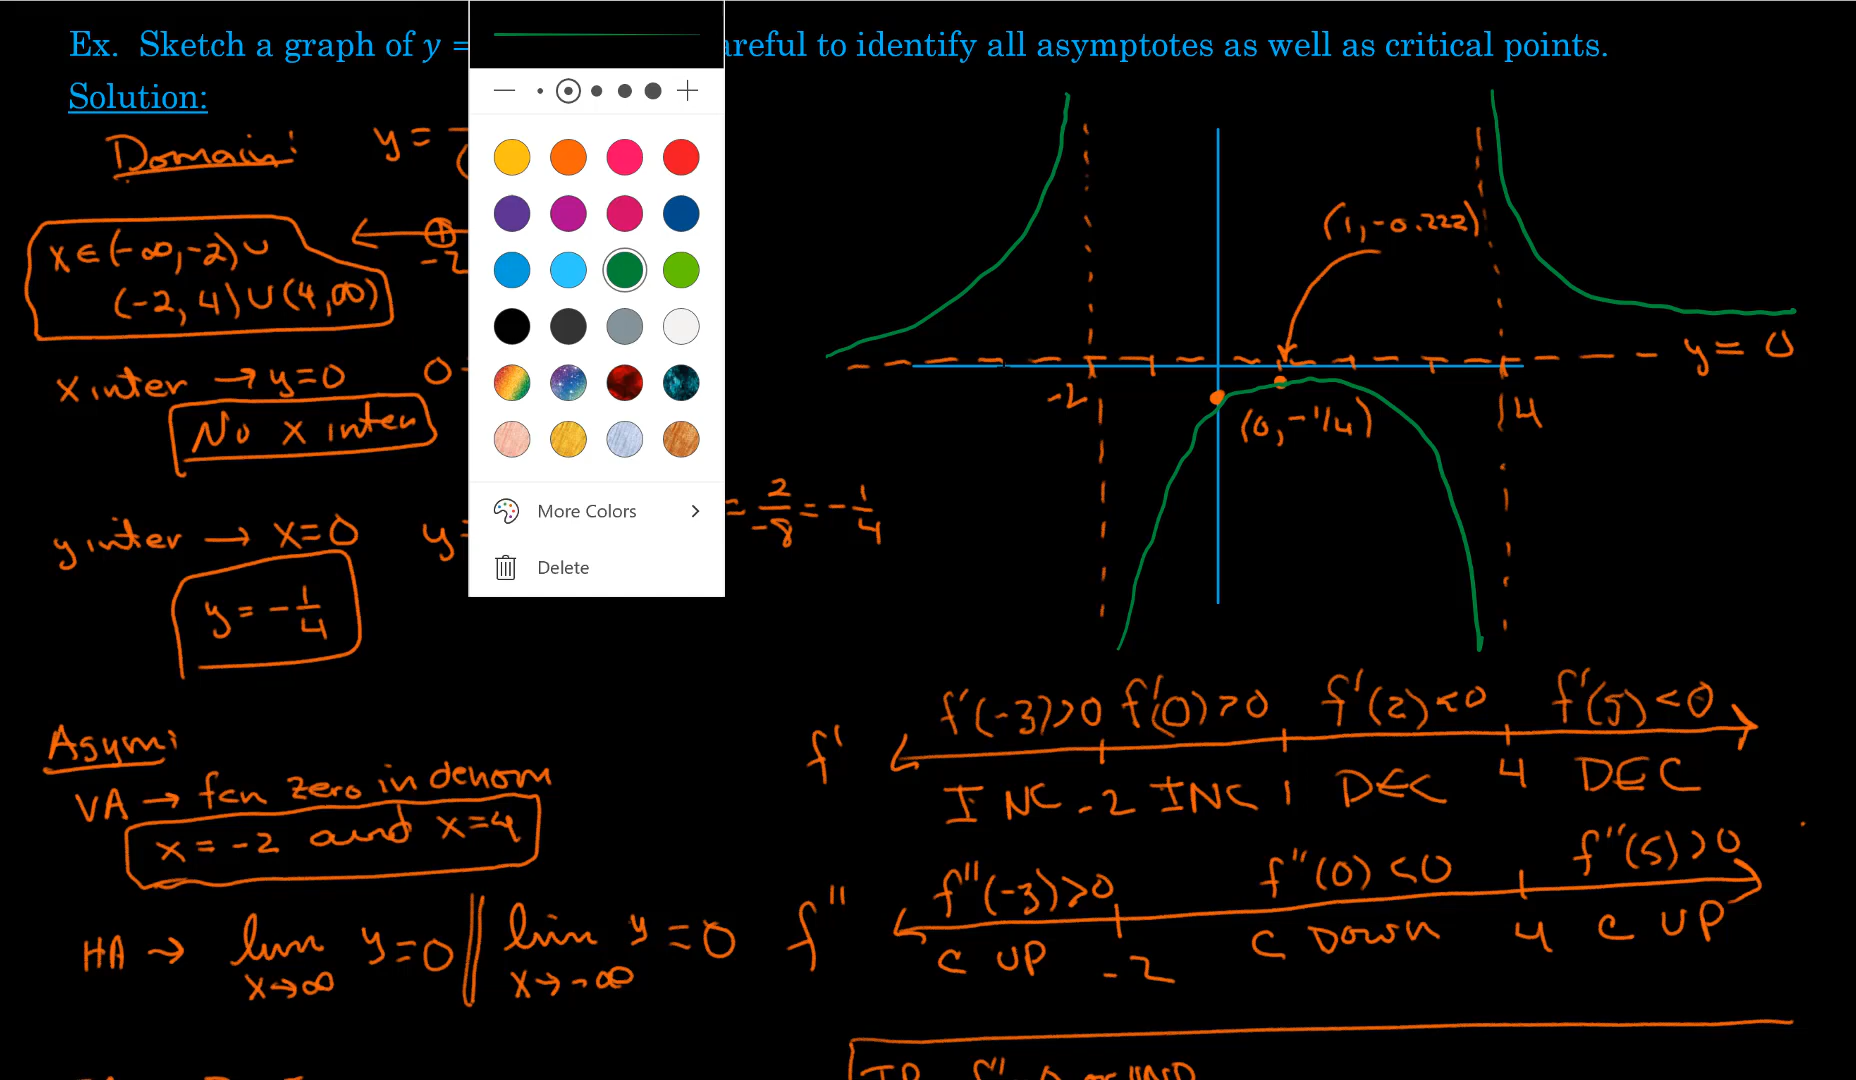 Ex. Sketch a graph of y = areful to identify all asymptotes as well as critical points.
Solution:
Domain: y =
x ∈ (-∞, -2) ∪
(-2, 4) ∪ (4, ∞)
-2
x inter → y=0 0
No x inter
y inter → x=0 y= = 2/-8 = -1/4
y = -1/4
More Colors
Delete
(1, -0.222)
y = 0
-2
4
(0, -1/4)
Asym:
VA → fcn zero in denom
x = -2 and x=4
HA → lim x→∞ y=0 || lim x→-∞ y=0
f' f'(-3)>0 f'(0)>0 f'(2)<0 f'(5)<0
INC -2 INC 1 DEC 4 DEC
f'' f''(-3)>0 f''(0)<0 f''(5)>0
C UP -2 C DOWN 4 C UP